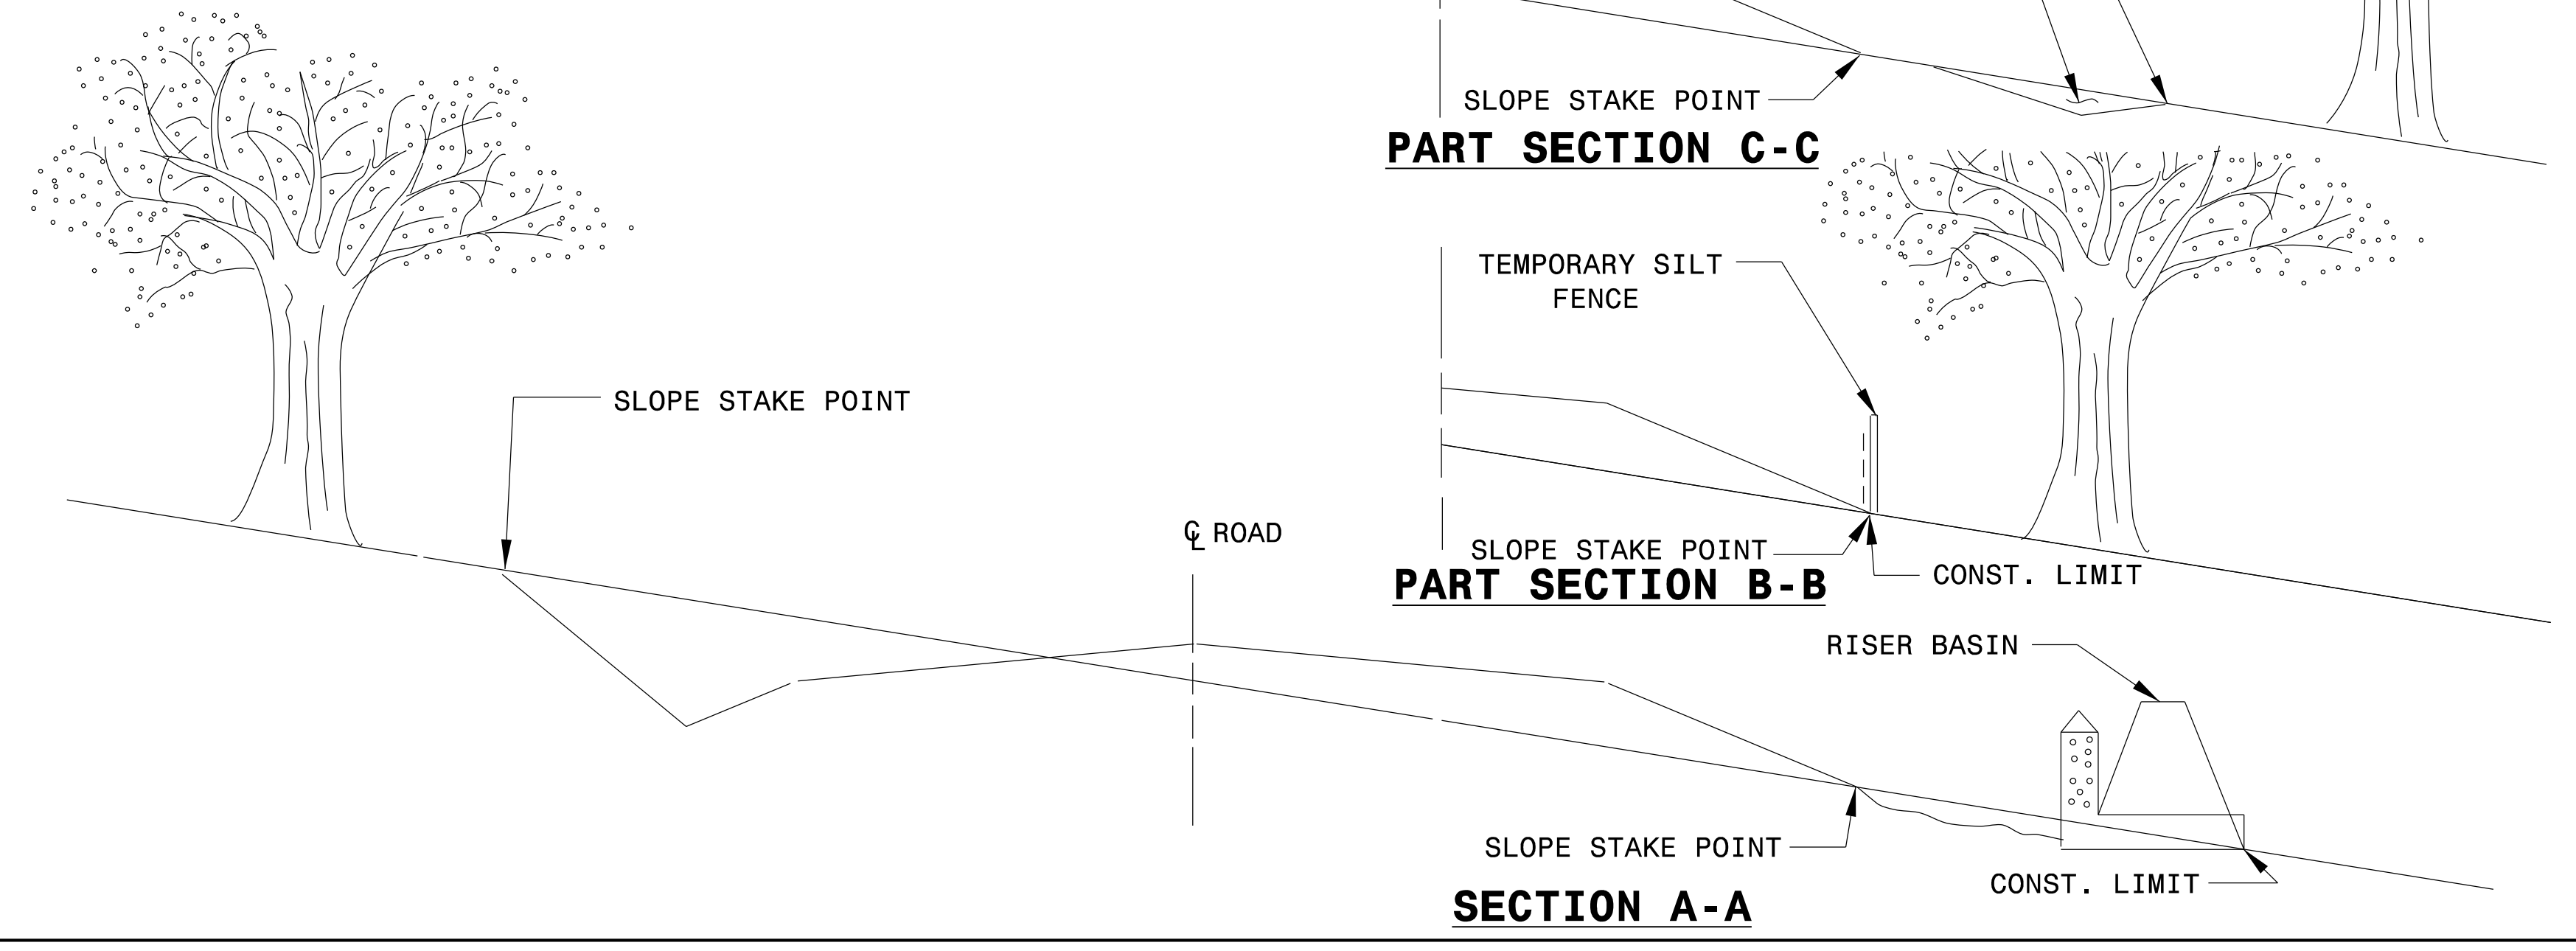 SLOPE STAKE POINT
PART SECTION C-C
TEMPORARY SILT
FENCE
SLOPE STAKE POINT
℄ ROAD
SLOPE STAKE POINT
CONST. LIMIT
PART SECTION B-B
RISER BASIN
SLOPE STAKE POINT
CONST. LIMIT
SECTION A-A